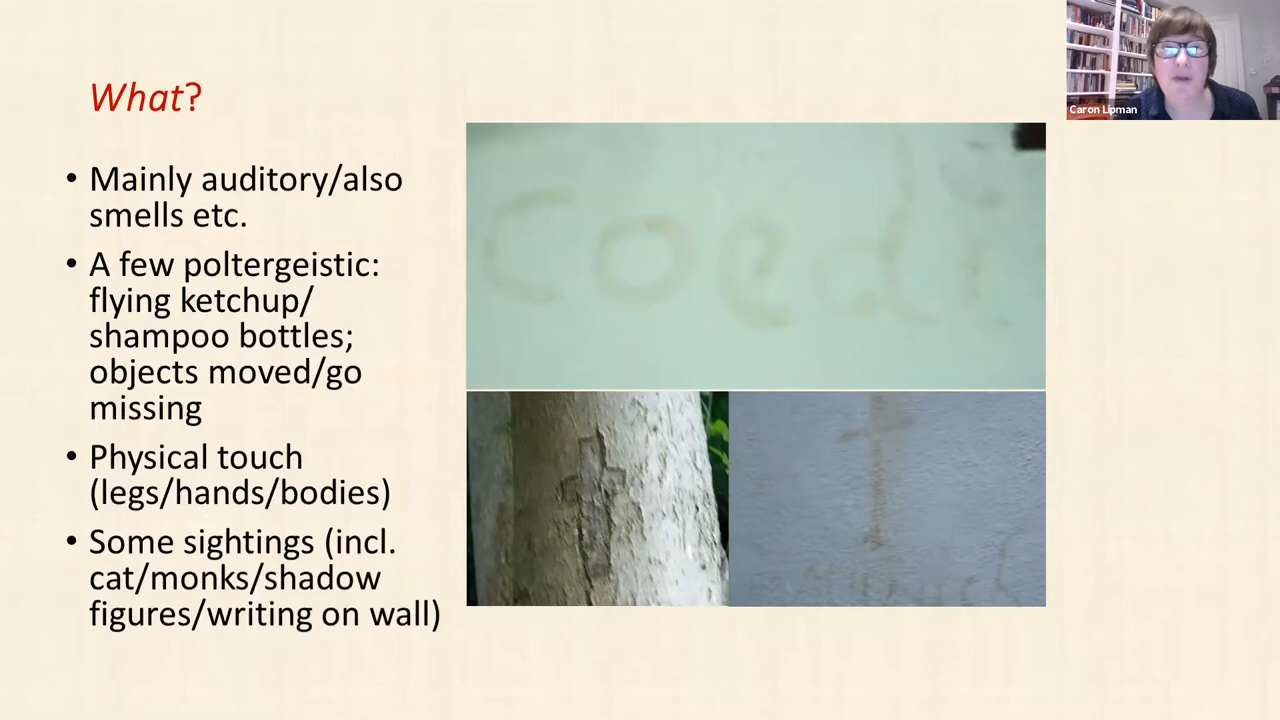 What?
• Mainly auditory/also
smells etc.
• A few poltergeistic:
flying ketchup/
shampoo bottles;
objects moved/go
missing
• Physical touch
(legs/hands/bodies)
• Some sightings (incl.
cat/monks/shadow
figures/writing on wall)
Coedi
Caron Lipman